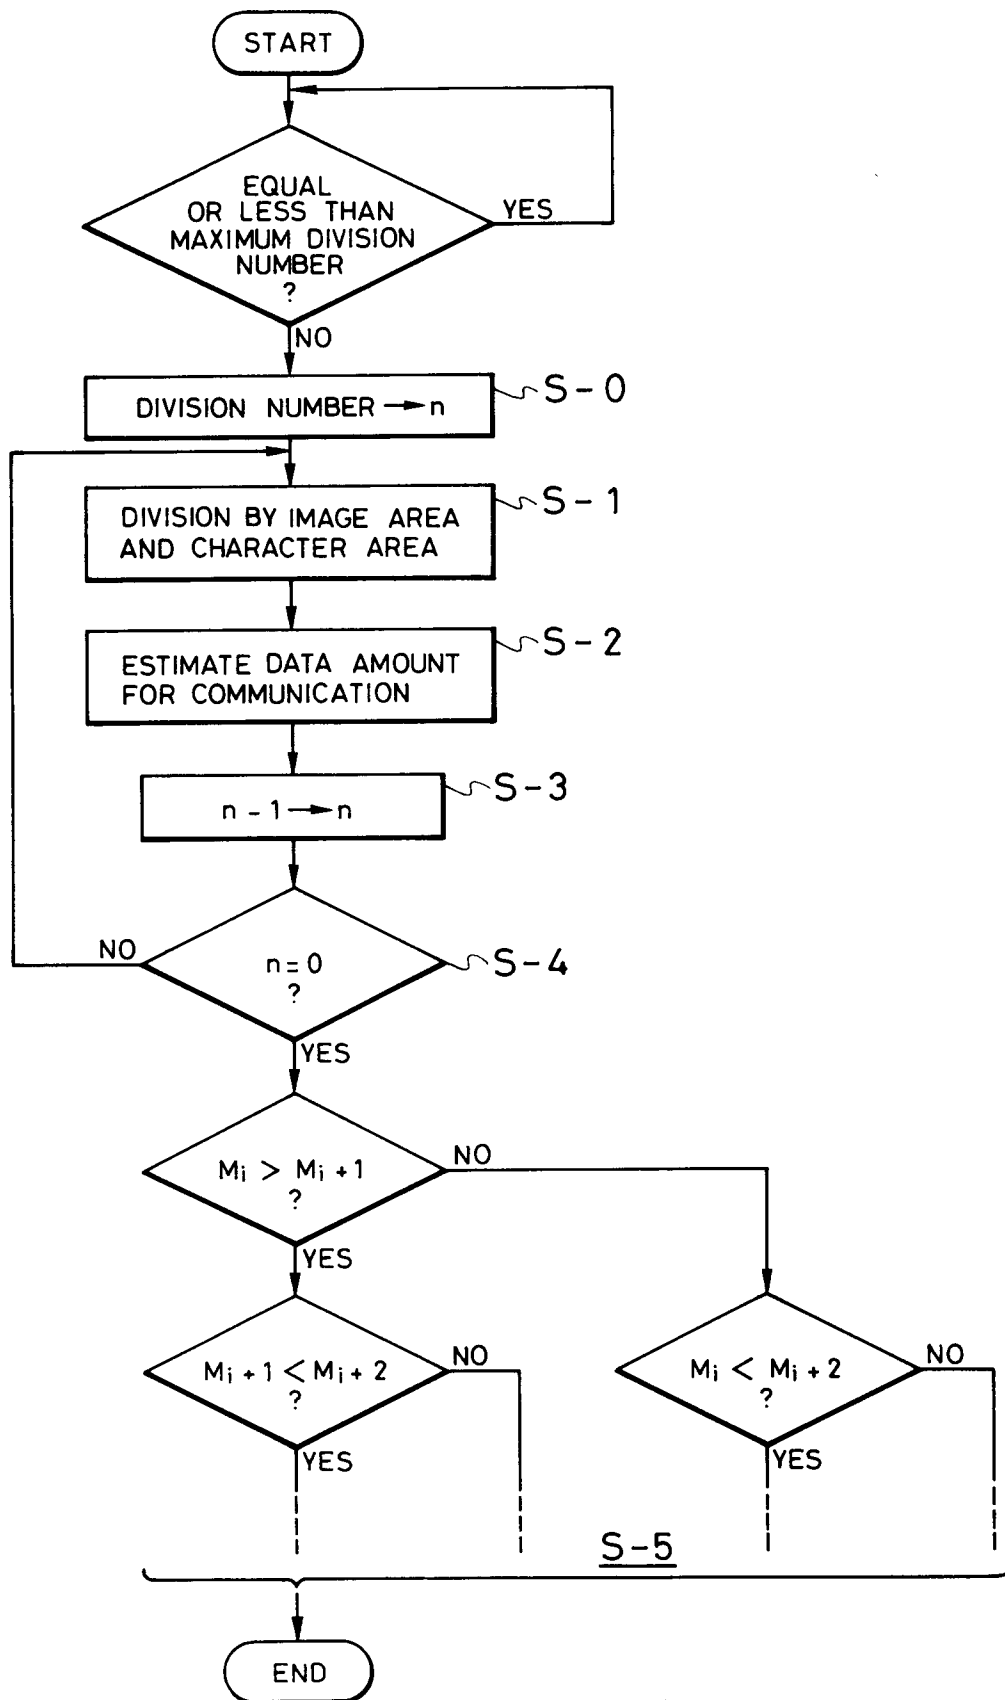 START
EQUAL
OR LESS THAN
MAXIMUM DIVISION
NUMBER
?
YES
NO
DIVISION NUMBER → n
S-0
DIVISION BY IMAGE AREA
AND CHARACTER AREA
S-1
ESTIMATE DATA AMOUNT
FOR COMMUNICATION
S-2
n - 1 → n
S-3
n = 0
?
NO
S-4
YES
Mi > Mi + 1
?
NO
YES
Mi + 1 < Mi + 2
?
NO
YES
Mi < Mi + 2
?
NO
YES
S-5
END